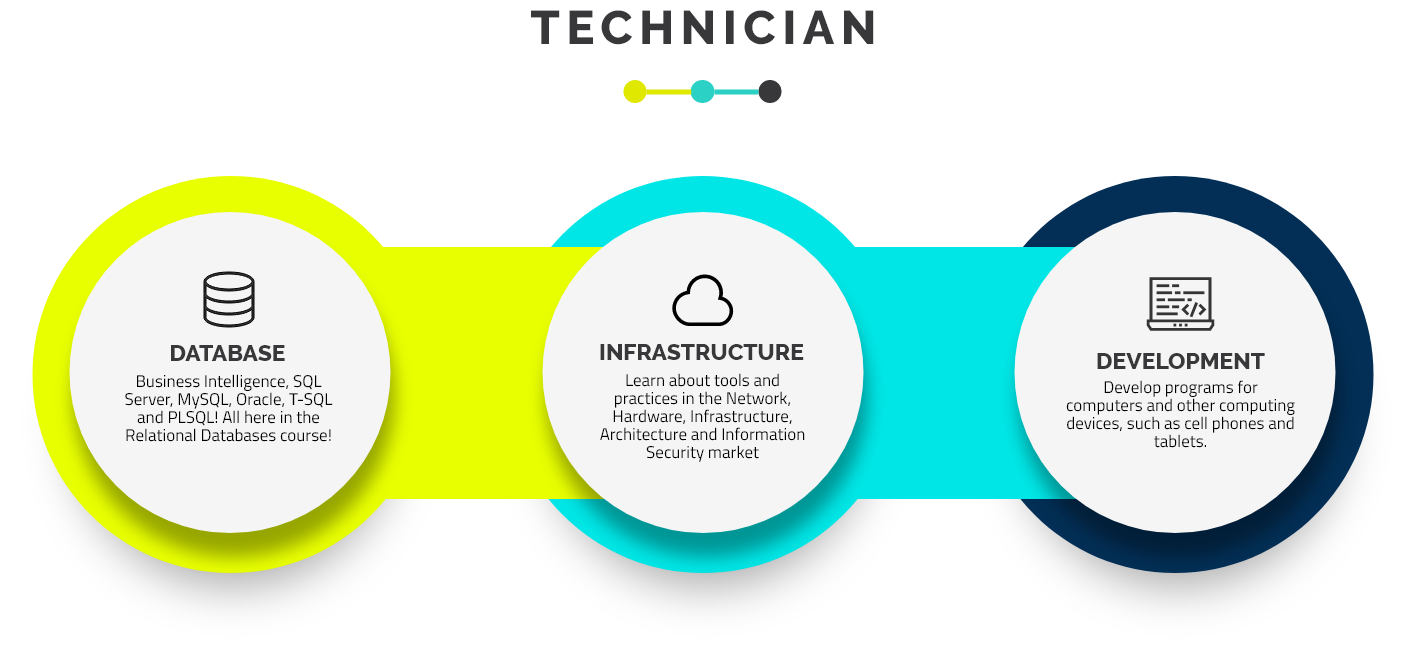 TECHNICIAN
DATABASE
Business Intelligence, SQL
Server, MySQL, Oracle, T-SQL
and PLSQL! All here in the
Relational Databases course!
INFRASTRUCTURE
Learn about tools and
practices in the Network,
Hardware, Infrastructure,
Architecture and Information
Security market
DEVELOPMENT
Develop programs for
computers and other computing
devices, such as cell phones and
tablets.